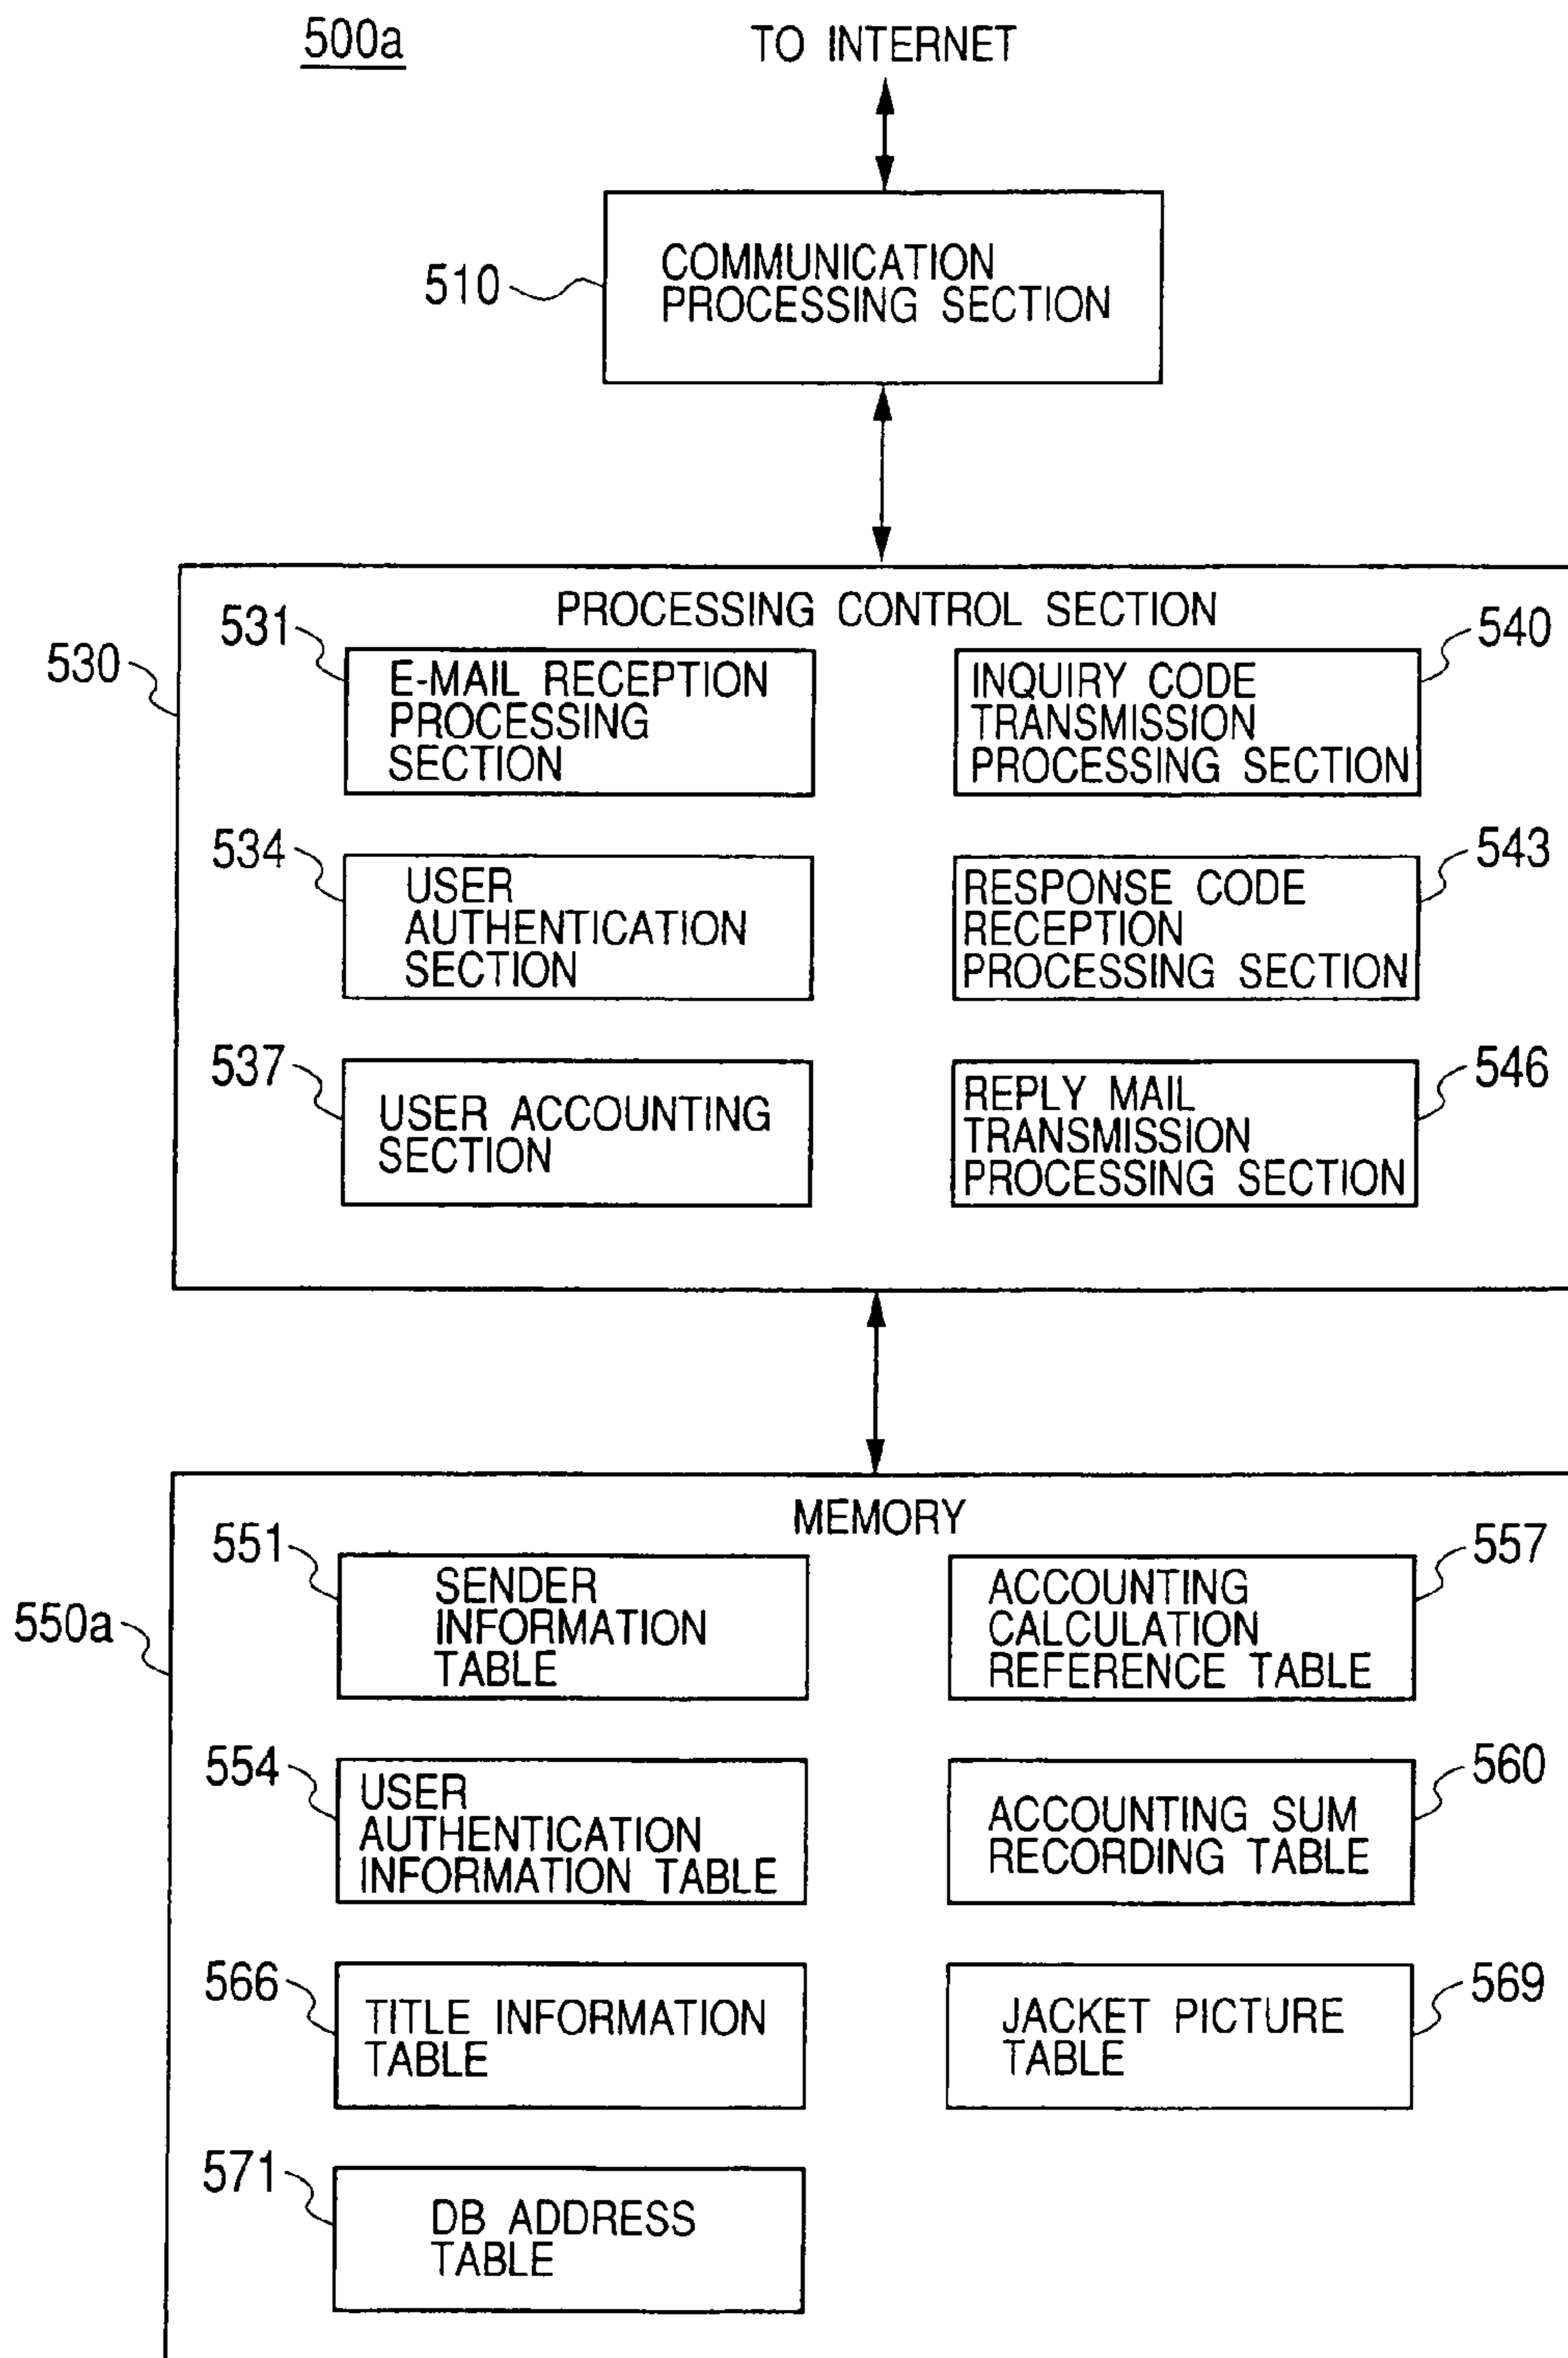 500a
TO INTERNET
510
COMMUNICATION
PROCESSING SECTION
530
PROCESSING CONTROL SECTION
531
E-MAIL RECEPTION
PROCESSING
SECTION
540
INQUIRY CODE
TRANSMISSION
PROCESSING SECTION
534
USER
AUTHENTICATION
SECTION
543
RESPONSE CODE
RECEPTION
PROCESSING SECTION
537
USER ACCOUNTING
SECTION
546
REPLY MAIL
TRANSMISSION
PROCESSING SECTION
550a
MEMORY
551
SENDER
INFORMATION
TABLE
557
ACCOUNTING
CALCULATION
REFERENCE TABLE
554
USER
AUTHENTICATION
INFORMATION TABLE
560
ACCOUNTING SUM
RECORDING TABLE
566
TITLE INFORMATION
TABLE
569
JACKET PICTURE
TABLE
571
DB ADDRESS
TABLE